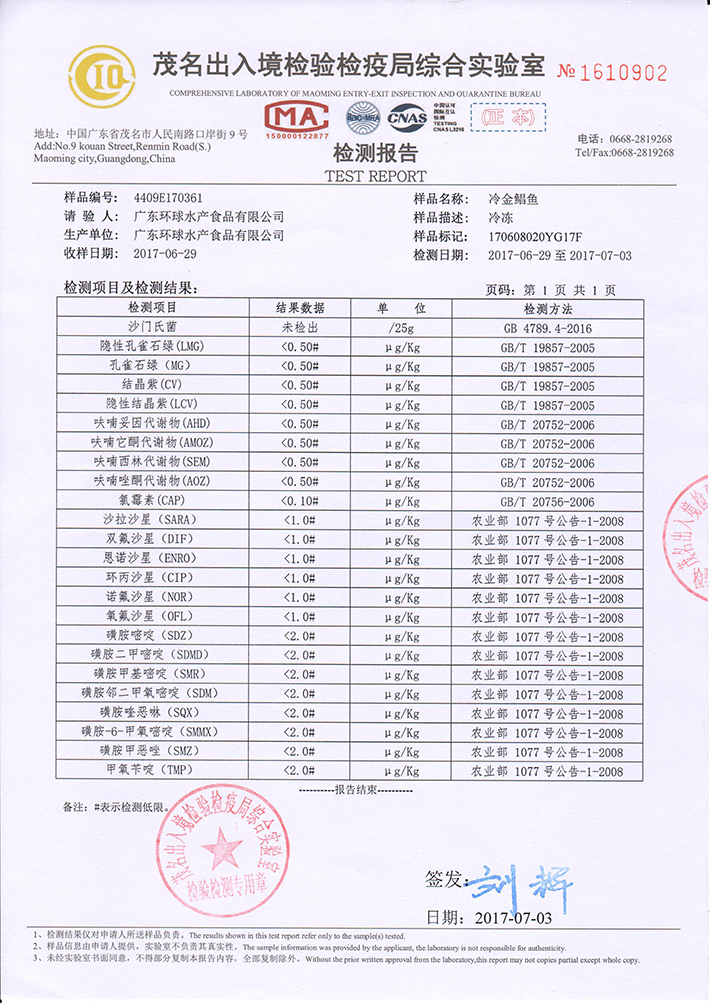 CIQ
茂名出入境检验检疫局综合实验室 № 1610902
COMPREHENSIVE LABORATORY OF MAOMING ENTRY-EXIT INSPECTION AND QUARANTINE BUREAU
MA
150000122877
ilac-MRA
CNAS
中国认可
国际互认
检测
TESTING
CNAS L3216
(正本)
地址：中国广东省茂名市人民南路口岸街 9 号
Add:No.9 kouan Street,Renmin Road(S.)
Maoming city,Guangdong,China
电话：0668-2819268
Tel/Fax:0668-2819268
检测报告
TEST REPORT
样品编号: 4409E170361 样品名称： 冷金鲳鱼
请 验 人： 广东环球水产食品有限公司 样品描述： 冷冻
生产单位: 广东环球水产食品有限公司 样品标记： 170608020YG17F
收样日期： 2017-06-29 检测日期： 2017-06-29 至 2017-07-03
检测项目及检测结果： 页码：第 1 页 共 1 页
检测项目 结果数据 单 位 检测方法
沙门氏菌 未检出 /25g GB 4789.4-2016
隐性孔雀石绿(LMG) <0.50# μg/Kg GB/T 19857-2005
孔雀石绿（MG） <0.50# μg/Kg GB/T 19857-2005
结晶紫(CV) <0.50# μg/Kg GB/T 19857-2005
隐性结晶紫(LCV) <0.50# μg/Kg GB/T 19857-2005
呋喃妥因代谢物(AHD) <0.50# μg/Kg GB/T 20752-2006
呋喃它酮代谢物(AMOZ) <0.50# μg/Kg GB/T 20752-2006
呋喃西林代谢物(SEM) <0.50# μg/Kg GB/T 20752-2006
呋喃唑酮代谢物(AOZ) <0.50# μg/Kg GB/T 20752-2006
氯霉素(CAP) <0.10# μg/Kg GB/T 20756-2006
沙拉沙星（SARA） <1.0# μg/Kg 农业部 1077 号公告-1-2008
双氟沙星（DIF） <1.0# μg/Kg 农业部 1077 号公告-1-2008
恩诺沙星（ENRO） <1.0# μg/Kg 农业部 1077 号公告-1-2008
环丙沙星（CIP） <1.0# μg/Kg 农业部 1077 号公告-1-2008
诺氟沙星（NOR） <1.0# μg/Kg 农业部 1077 号公告-1-2008
氧氟沙星（OFL） <1.0# μg/Kg 农业部 1077 号公告-1-2008
磺胺嘧啶（SDZ） <2.0# μg/Kg 农业部 1077 号公告-1-2008
磺胺二甲嘧啶（SDMD） <2.0# μg/Kg 农业部 1077 号公告-1-2008
磺胺甲基嘧啶（SMR） <2.0# μg/Kg 农业部 1077 号公告-1-2008
磺胺邻二甲氧嘧啶（SDM） <2.0# μg/Kg 农业部 1077 号公告-1-2008
磺胺喹恶啉（SQX） <2.0# μg/Kg 农业部 1077 号公告-1-2008
磺胺-6-甲氧嘧啶（SMMX） <2.0# μg/Kg 农业部 1077 号公告-1-2008
磺胺甲恶唑（SMZ） <2.0# μg/Kg 农业部 1077 号公告-1-2008
甲氧苄啶（TMP） <2.0# μg/Kg 农业部 1077 号公告-1-2008
----------报告结束----------
备注：#表示检测低限。
茂名出入境检验检疫局综合实验室
检验检测专用章
签发: 刘辉
日期：2017-07-03
1、检测结果仅对申请人所送样品负责。The results shown in this test report refer only to the sample(s) tested.
2、样品信息由申请人提供，实验室不负责其真实性。The sample information was provided by the applicant, the laboratory is not responsible for authenticity.
3、未经实验室书面同意，不得部分复制本报告内容，全部复制除外。Without the prior written approval from the laboratory,this report may not copies partial except whole copy.